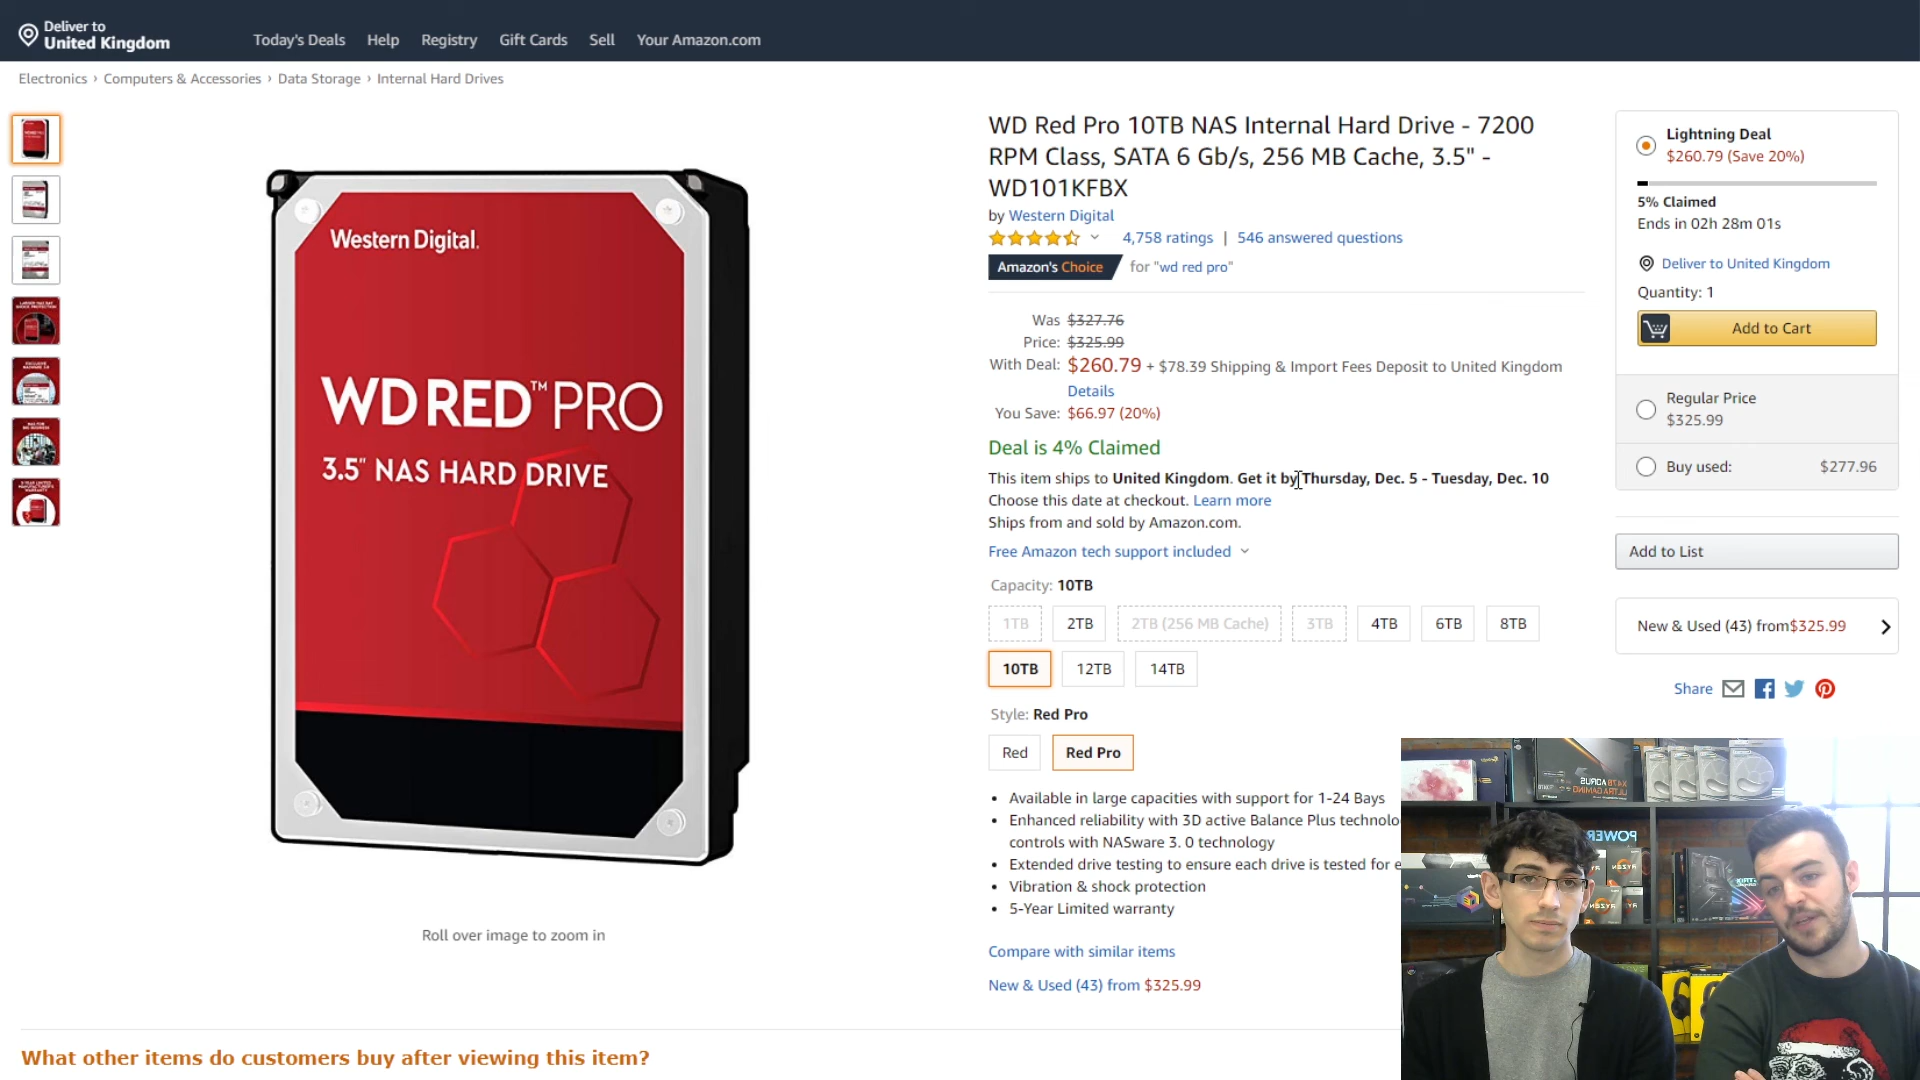 Deliver to
United Kingdom
Today's Deals
Help
Registry
Gift Cards
Sell
Your Amazon.com
Electronics › Computers & Accessories › Data Storage › Internal Hard Drives
Western Digital.
WD RED™ PRO
3.5" NAS HARD DRIVE
Roll over image to zoom in
WD Red Pro 10TB NAS Internal Hard Drive - 7200
RPM Class, SATA 6 Gb/s, 256 MB Cache, 3.5" -
WD101KFBX
by Western Digital
4,758 ratings | 546 answered questions
Amazon's Choice for "wd red pro"
Was $327.76
Price: $325.99
With Deal: $260.79 + $78.39 Shipping & Import Fees Deposit to United Kingdom
Details
You Save: $66.97 (20%)
Deal is 4% Claimed
This item ships to United Kingdom. Get it by Thursday, Dec. 5 - Tuesday, Dec. 10
Choose this date at checkout. Learn more
Ships from and sold by Amazon.com.
Free Amazon tech support included
Capacity: 10TB
1TB
2TB
2TB (256 MB Cache)
3TB
4TB
6TB
8TB
10TB
12TB
14TB
Style: Red Pro
Red
Red Pro
• Available in large capacities with support for 1-24 Bays
• Enhanced reliability with 3D active Balance Plus technolo
controls with NASware 3. 0 technology
• Extended drive testing to ensure each drive is tested for e
• Vibration & shock protection
• 5-Year Limited warranty
Compare with similar items
New & Used (43) from $325.99
Lightning Deal
$260.79 (Save 20%)
5% Claimed
Ends in 02h 28m 01s
Deliver to United Kingdom
Quantity: 1
Add to Cart
Regular Price
$325.99
Buy used: $277.96
Add to List
New & Used (43) from$325.99
Share
X470 AORUS
ULTRA GAMING
POWER
RYZEN
RYZEN
What other items do customers buy after viewing this item?